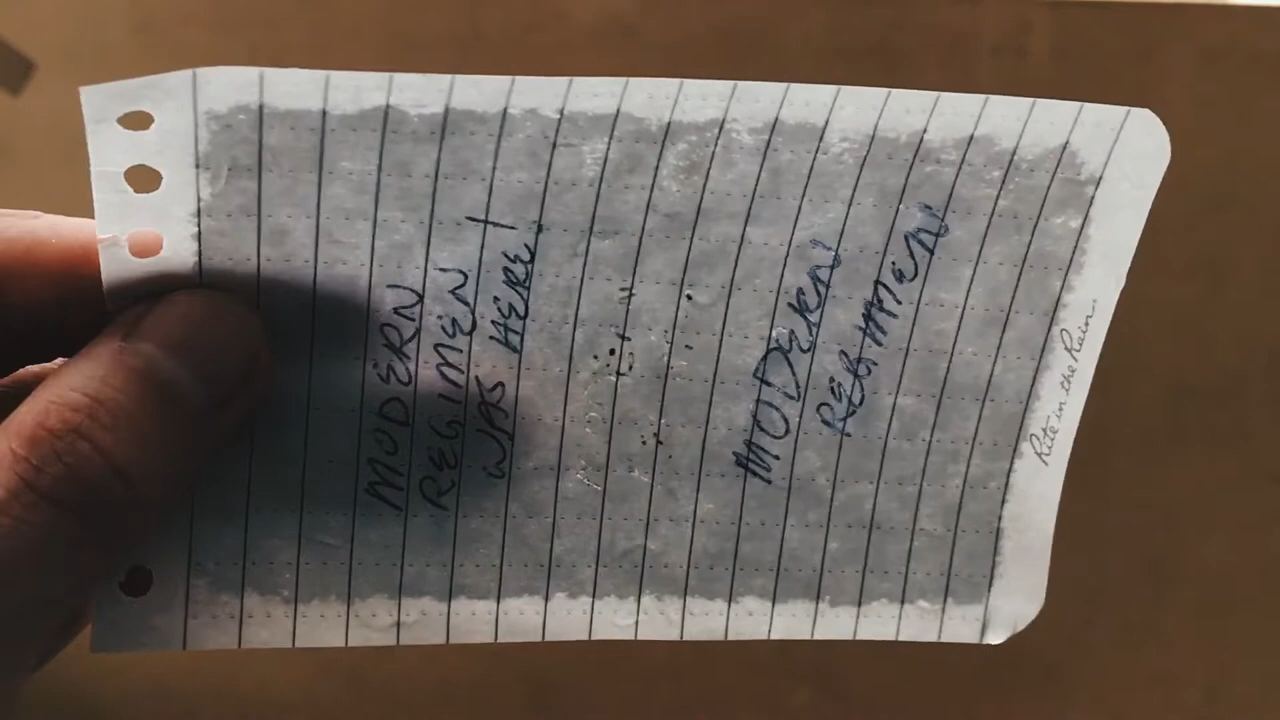 MODERN
REGIMEN
WAS HERE!
MODERN
REGIMEN
Rite in the Rain